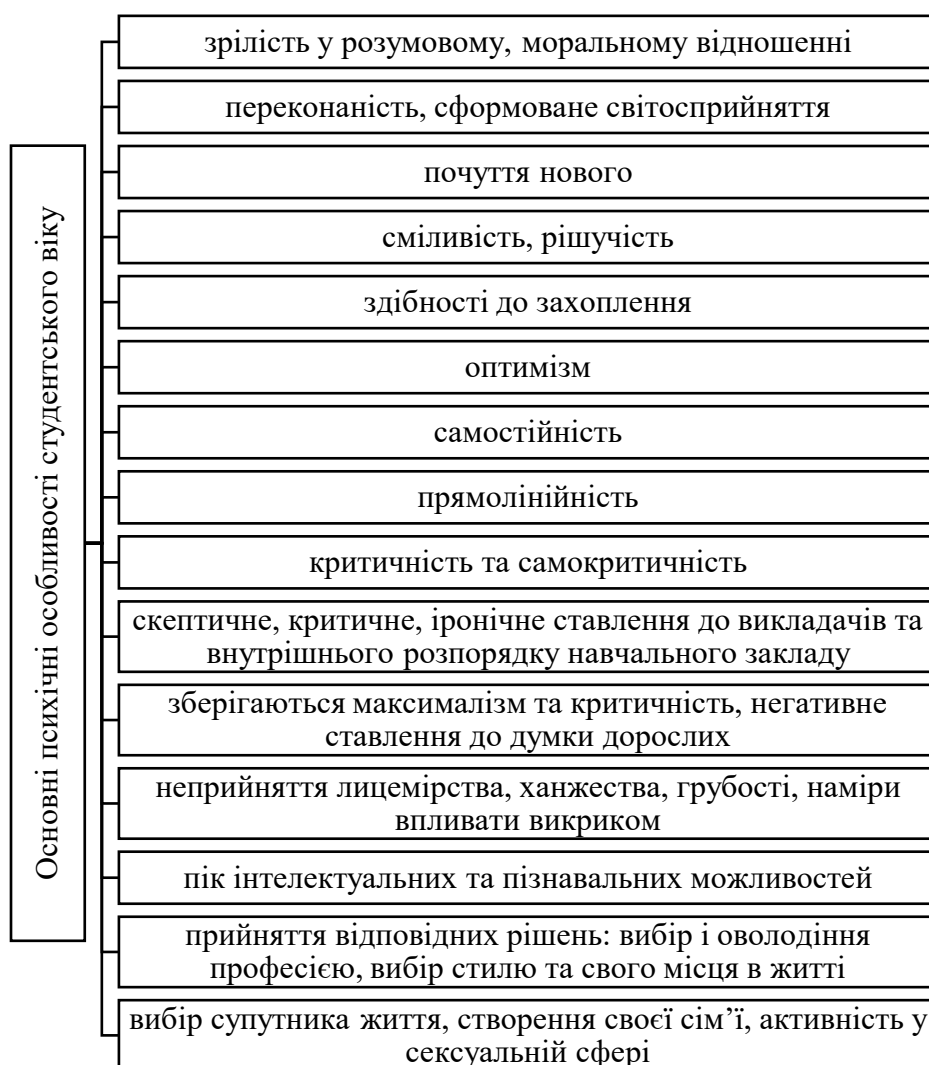 Основні психічні особливості студентського віку
зрілість у розумовому, моральному відношенні
переконаність, сформоване світосприйняття
почуття нового
сміливість, рішучість
здібності до захоплення
оптимізм
самостійність
прямолінійність
критичність та самокритичність
скептичне, критичне, іронічне ставлення до викладачів та
внутрішнього розпорядку навчального закладу
зберігаються максималізм та критичність, негативне
ставлення до думки дорослих
неприйняття лицемірства, ханжества, грубості, наміри
впливати викриком
пік інтелектуальних та пізнавальних можливостей
прийняття відповідних рішень: вибір і оволодіння
професією, вибір стилю та свого місця в житті
вибір супутника життя, створення своєї сім’ї, активність у
сексуальній сфері